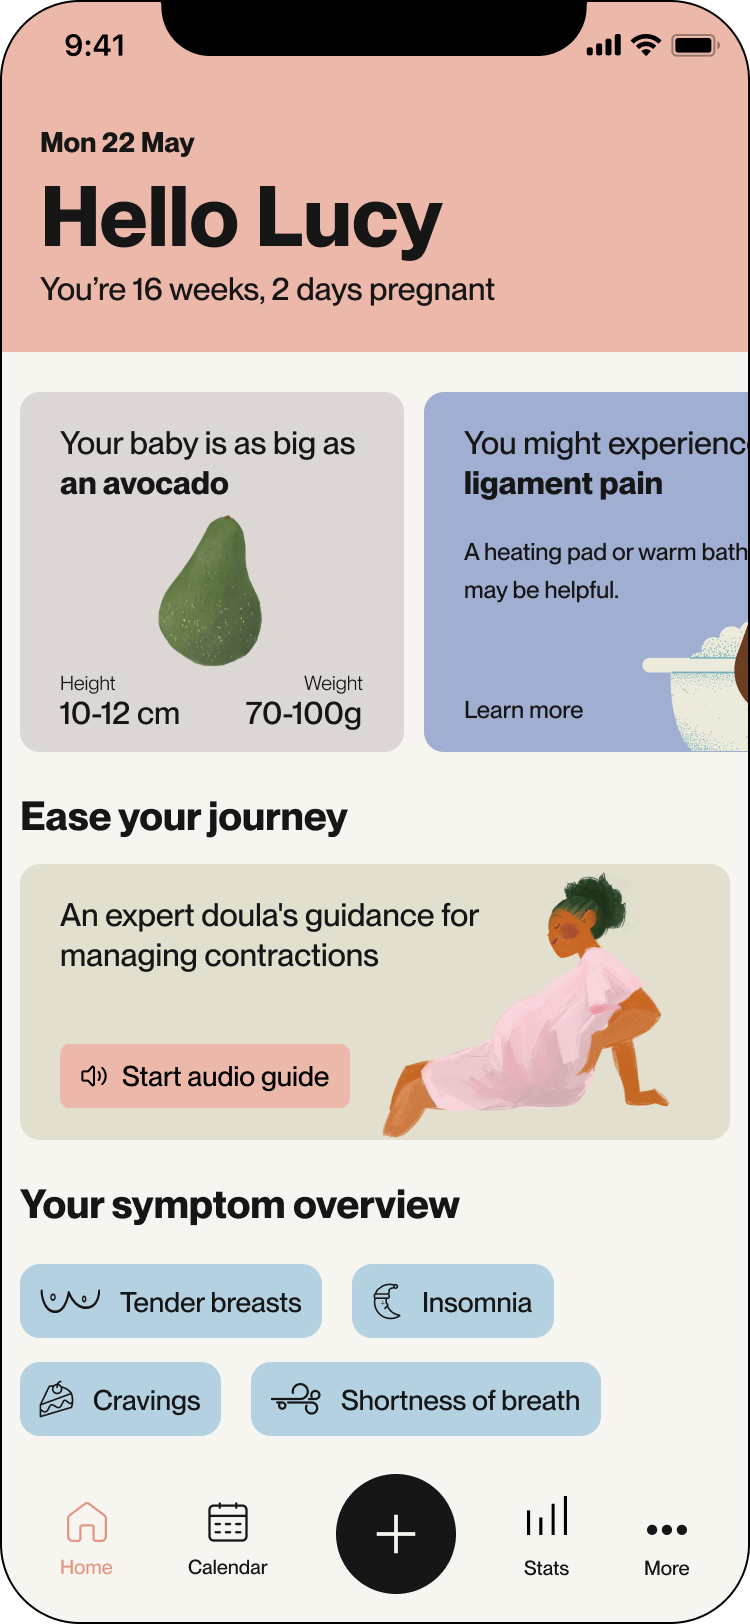 9:41
Mon 22 May
Hello Lucy
You’re 16 weeks, 2 days pregnant
Your baby is as big as
an avocado
Height
10-12 cm
Weight
70-100g
You might experienc
ligament pain
A heating pad or warm bath
may be helpful.
Learn more
Ease your journey
An expert doula's guidance for
managing contractions
Start audio guide
Your symptom overview
Tender breasts
Insomnia
Cravings
Shortness of breath
Home
Calendar
Stats
More